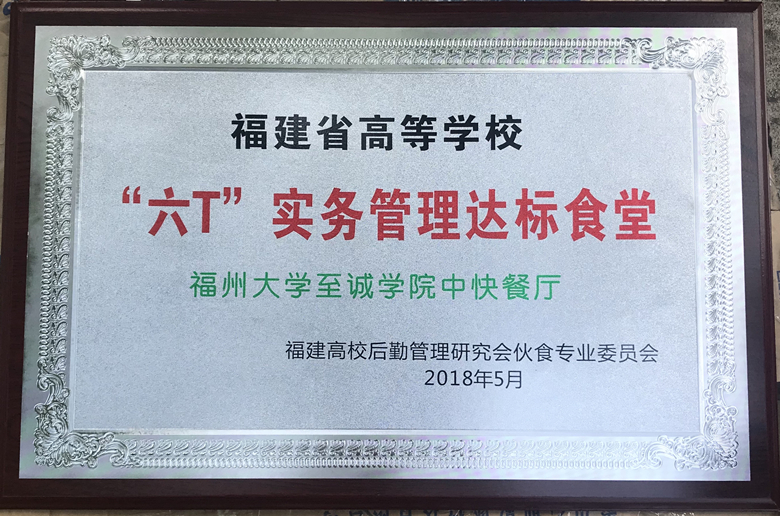 福建省高等学校
“六T”实务管理达标食堂
福州大学至诚学院中快餐厅
福建高校后勤管理研究会伙食专业委员会
2018年5月